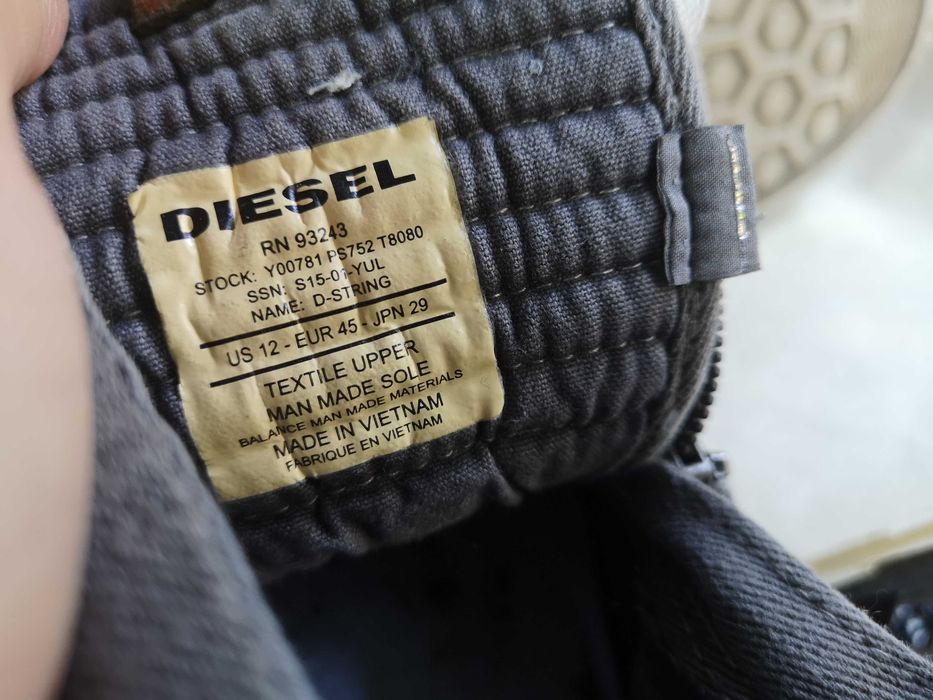 DIESEL
RN 93243
STOCK: Y00781 PS752 T8080
SSN: S15-01-YUL
NAME: D-STRING
US 12 - EUR 45 - JPN 29
TEXTILE UPPER
MAN MADE SOLE
BALANCE MAN MADE MATERIALS
MADE IN VIETNAM
FABRIQUE EN VIETNAM